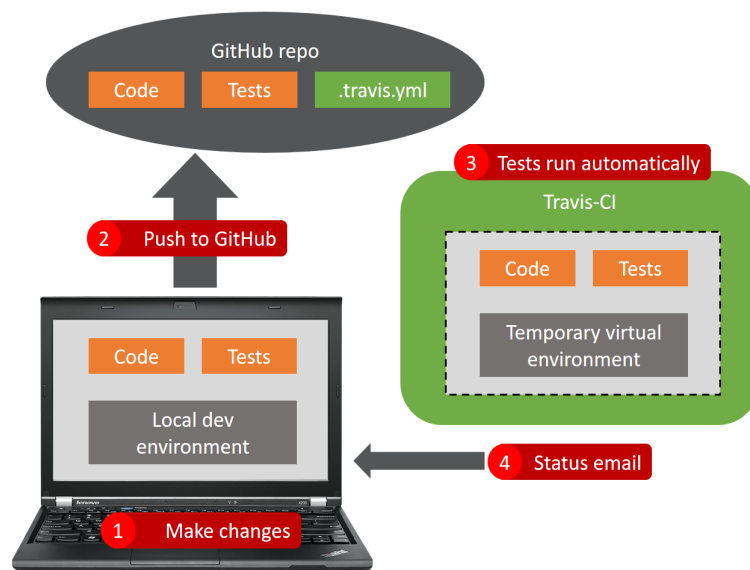 GitHub repo
Code
Tests
.travis.yml
3 Tests run automatically
Travis-CI
2 Push to GitHub
Code
Tests
Temporary virtual
environment
Code
Tests
Local dev
environment
4 Status email
lenovo
1 Make changes